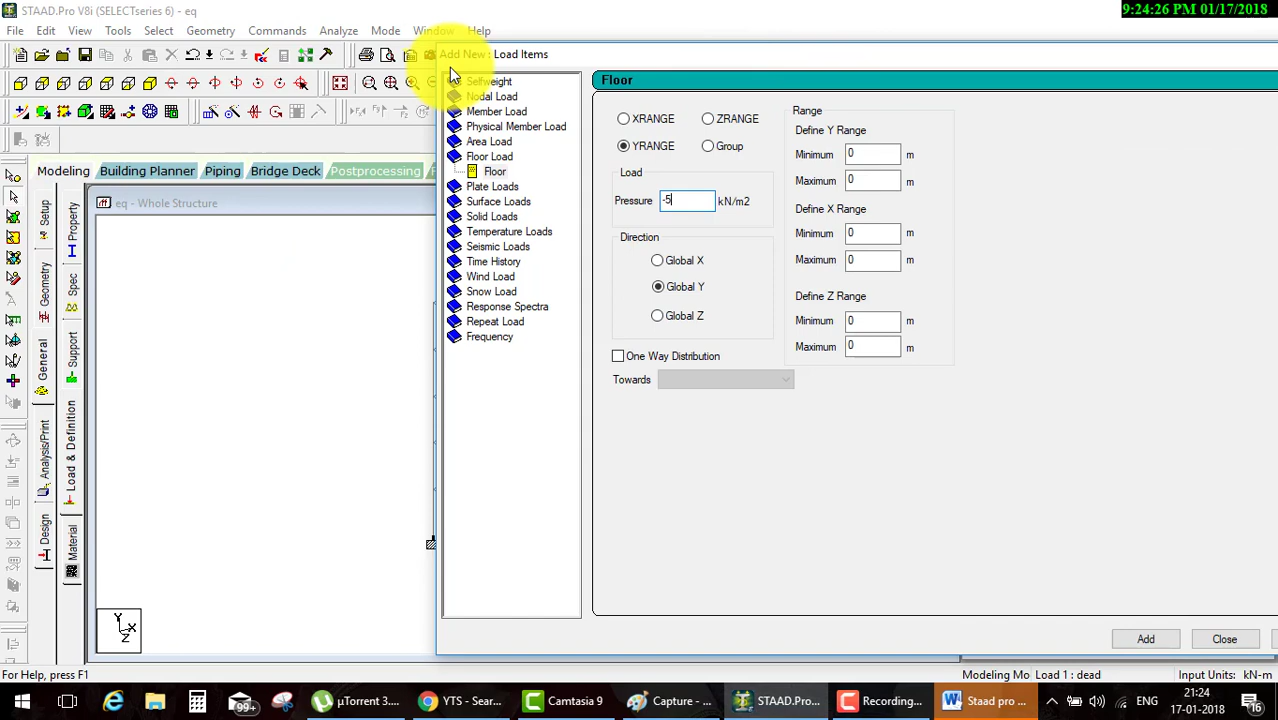 STAAD.Pro V8i (SELECTseries 6) - eq
9:24:26 PM 01/17/2018
File Edit View Tools Select Geometry Commands Analyze Mode Window Help
Add New : Load Items
Selfweight
Nodal Load
Member Load
Physical Member Load
Area Load
Floor Load
Floor
Plate Loads
Surface Loads
Solid Loads
Temperature Loads
Seismic Loads
Time History
Wind Load
Snow Load
Response Spectra
Repeat Load
Frequency
Floor
XRANGE ZRANGE
YRANGE Group
Load
Pressure -5 kN/m2
Direction
Global X
Global Y
Global Z
One Way Distribution
Towards
Range
Define Y Range
Minimum 0 m
Maximum 0 m
Define X Range
Minimum 0 m
Maximum 0 m
Define Z Range
Minimum 0 m
Maximum 0 m
Add Close
Modeling Building Planner Piping Bridge Deck Postprocessing
eq - Whole Structure
Setup
Geometry
General
Analysis/Print
Design
Property
Spec
Support
Load & Definition
Material
Y
X
Z
For Help, press F1
Modeling Mo Load 1 : dead Input Units: kN-m
99+
µTorrent 3....
YTS - Sear...
Camtasia 9
Capture - ...
STAAD.Pro...
Recording...
Staad pro ...
ENG
21:24
17-01-2018
16